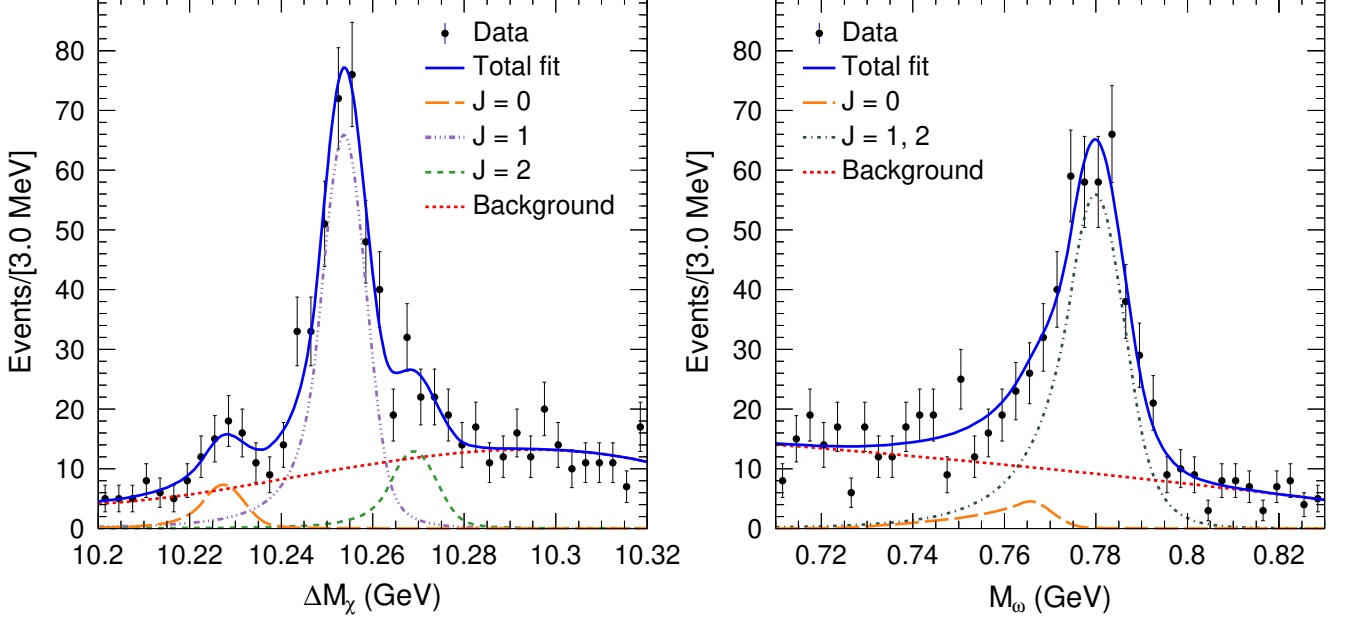 Events/[3.0 MeV]
80
70
60
50
40
30
20
10
0
Data
Total fit
J = 0
J = 1
J = 2
Background
10.2 10.22 10.24 10.26 10.28 10.3 10.32
ΔMχ (GeV)
Events/[3.0 MeV]
80
70
60
50
40
30
20
10
0
Data
Total fit
J = 0
J = 1, 2
Background
0.72 0.74 0.76 0.78 0.8 0.82
Mω (GeV)